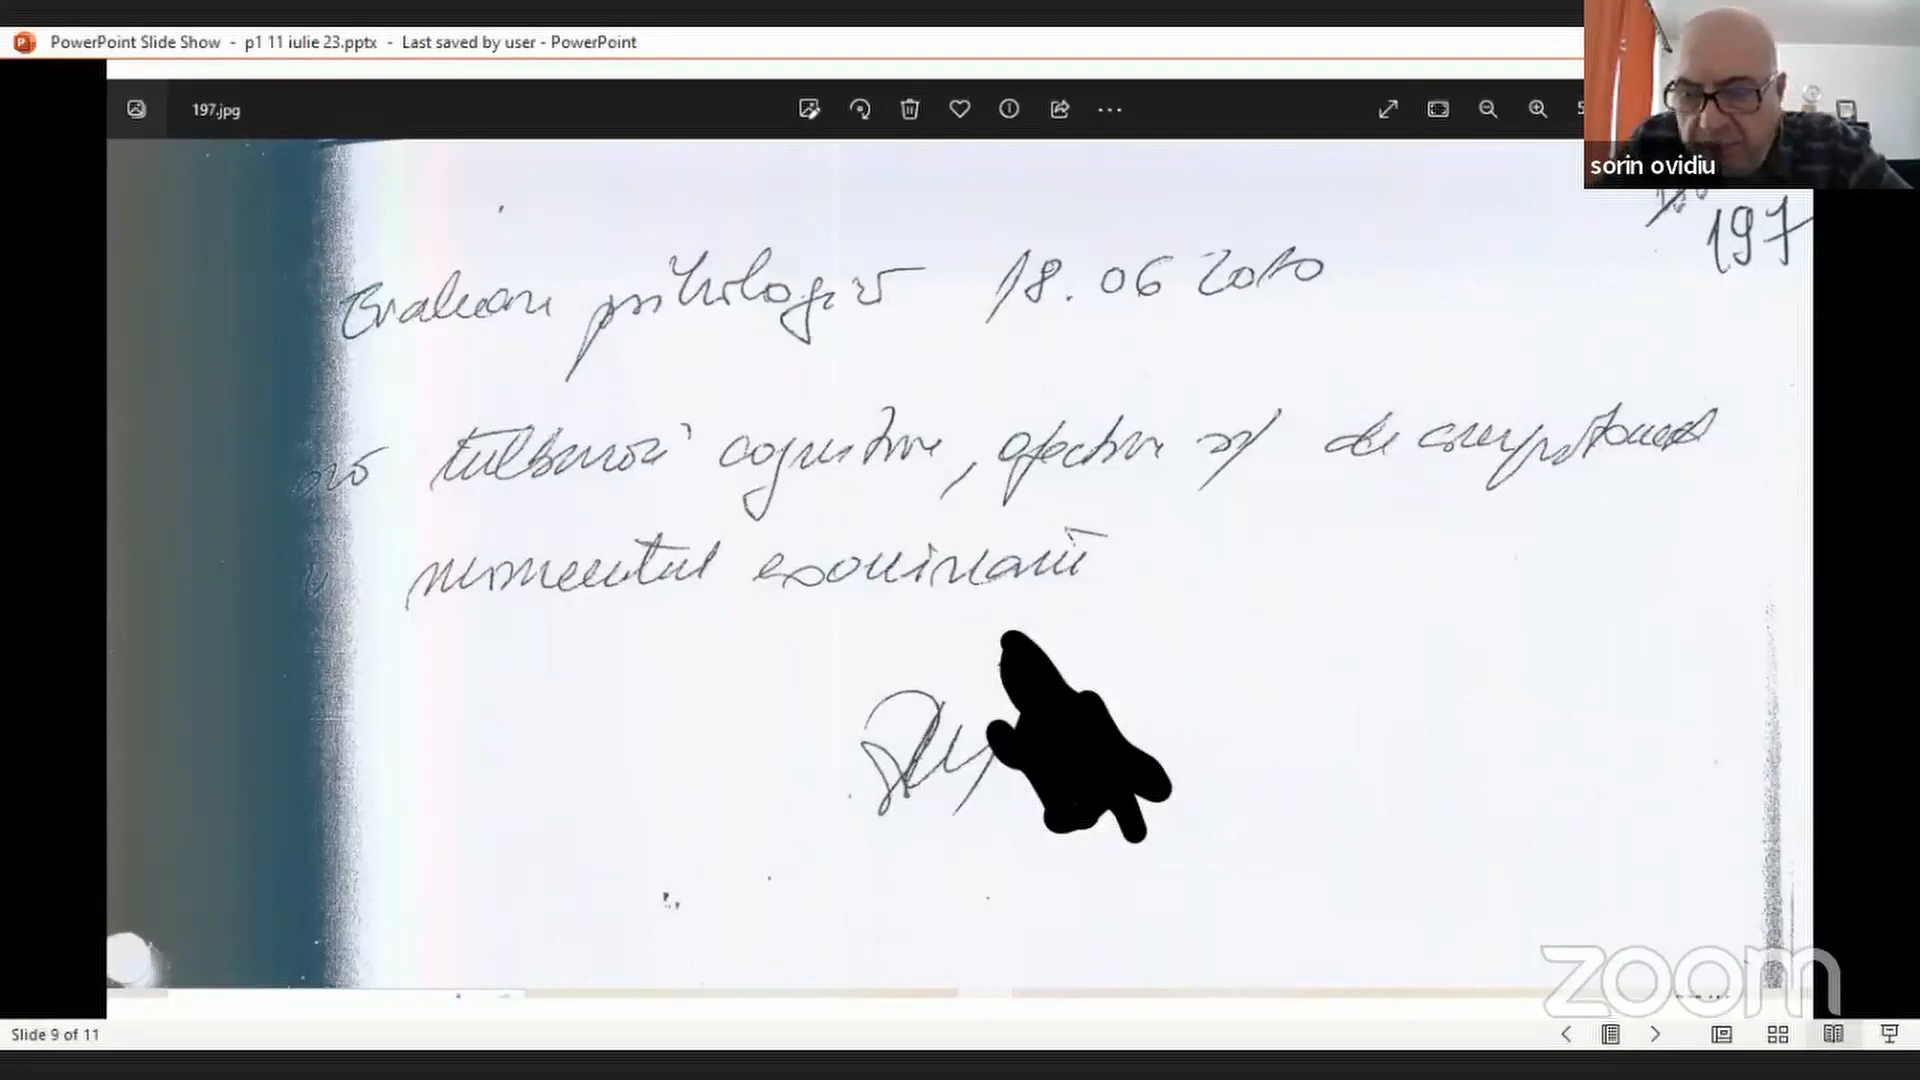 PowerPoint Slide Show - p1 11 iulie 23.pptx - Last saved by user - PowerPoint
197.jpg
sorin ovidiu
197
Evaluare psihologică 18.06 2010
tulburări cognitive, afective și de comportament
momentul examinării
zoom
Slide 9 of 11